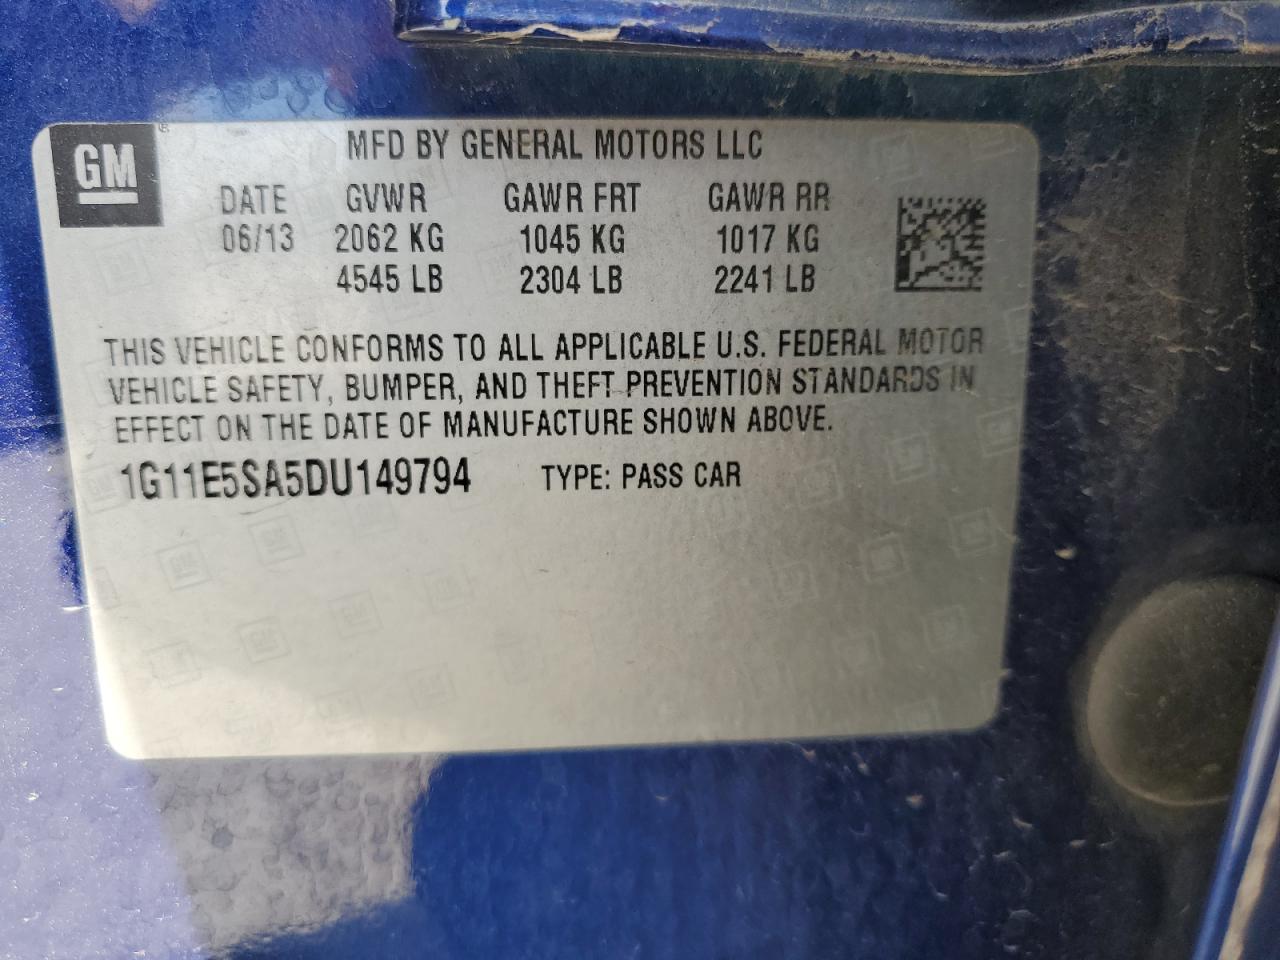 GM
MFD BY GENERAL MOTORS LLC
DATE GVWR GAWR FRT GAWR RR
06/13 2062 KG 1045 KG 1017 KG
4545 LB 2304 LB 2241 LB
THIS VEHICLE CONFORMS TO ALL APPLICABLE U.S. FEDERAL MOTOR
VEHICLE SAFETY, BUMPER, AND THEFT PREVENTION STANDARDS IN
EFFECT ON THE DATE OF MANUFACTURE SHOWN ABOVE.
1G11E5SA5DU149794 TYPE: PASS CAR